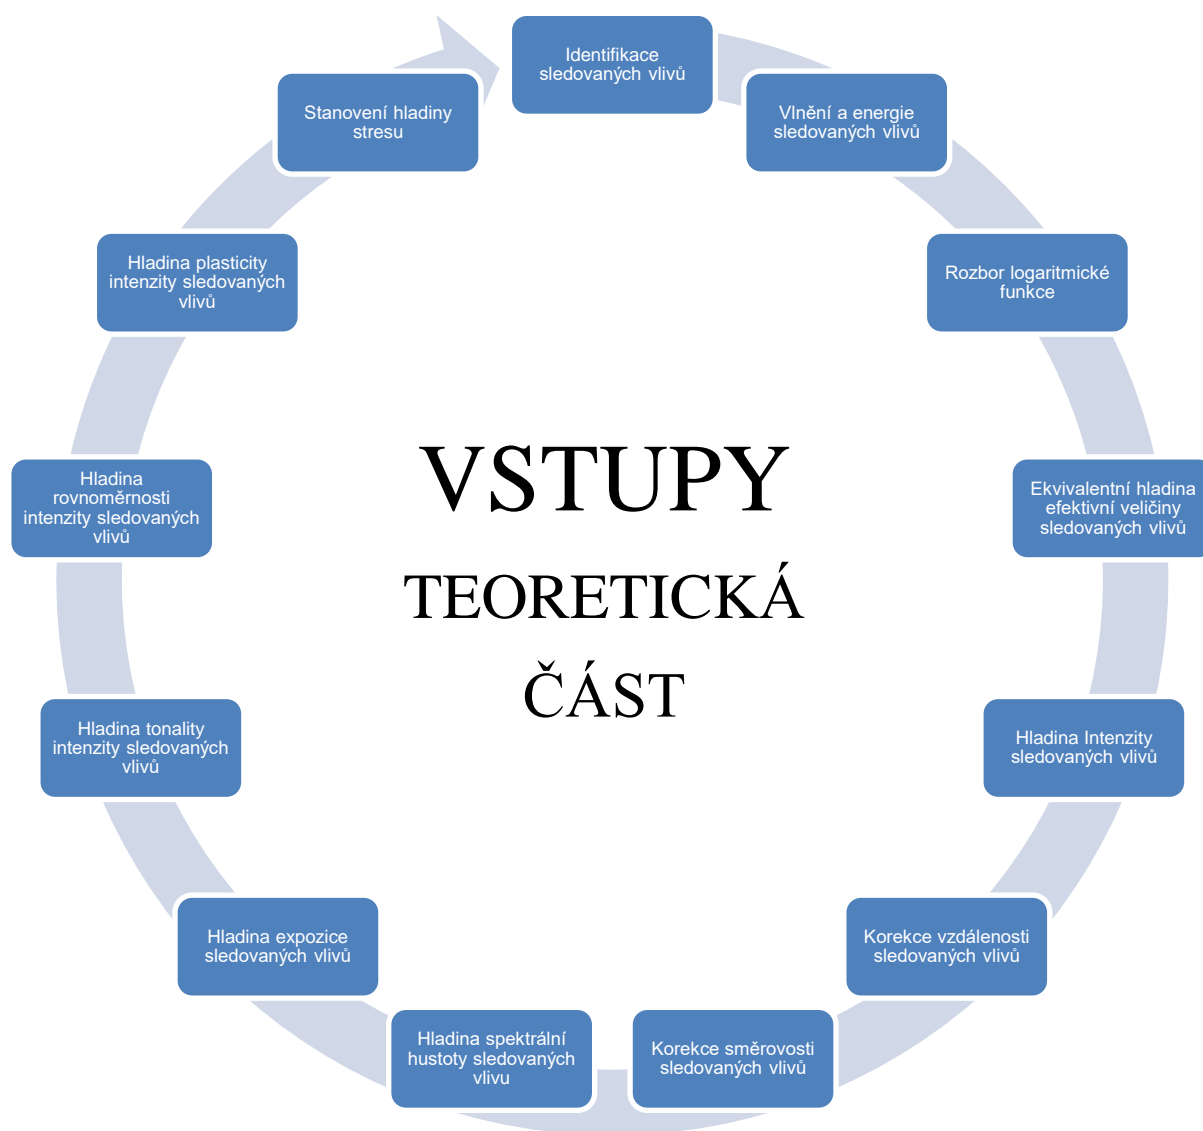 Identifikace
sledovaných vlivů
Vlnění a energie
sledovaných vlivů
Rozbor logaritmické
funkce
Ekvivalentní hladina
efektivní veličiny
sledovaných vlivů
Hladina Intenzity
sledovaných vlivů
Korekce vzdálenosti
sledovaných vlivů
Korekce směrovosti
sledovaných vlivů
Hladina spektrální
hustoty sledovaných
vlivu
Hladina expozice
sledovaných vlivů
Hladina tonality
intenzity sledovaných
vlivů
Hladina
rovnoměrnosti
intenzity sledovaných
vlivů
Hladina plasticity
intenzity sledovaných
vlivů
Stanovení hladiny
stresu
VSTUPY
TEORETICKÁ
ČÁST